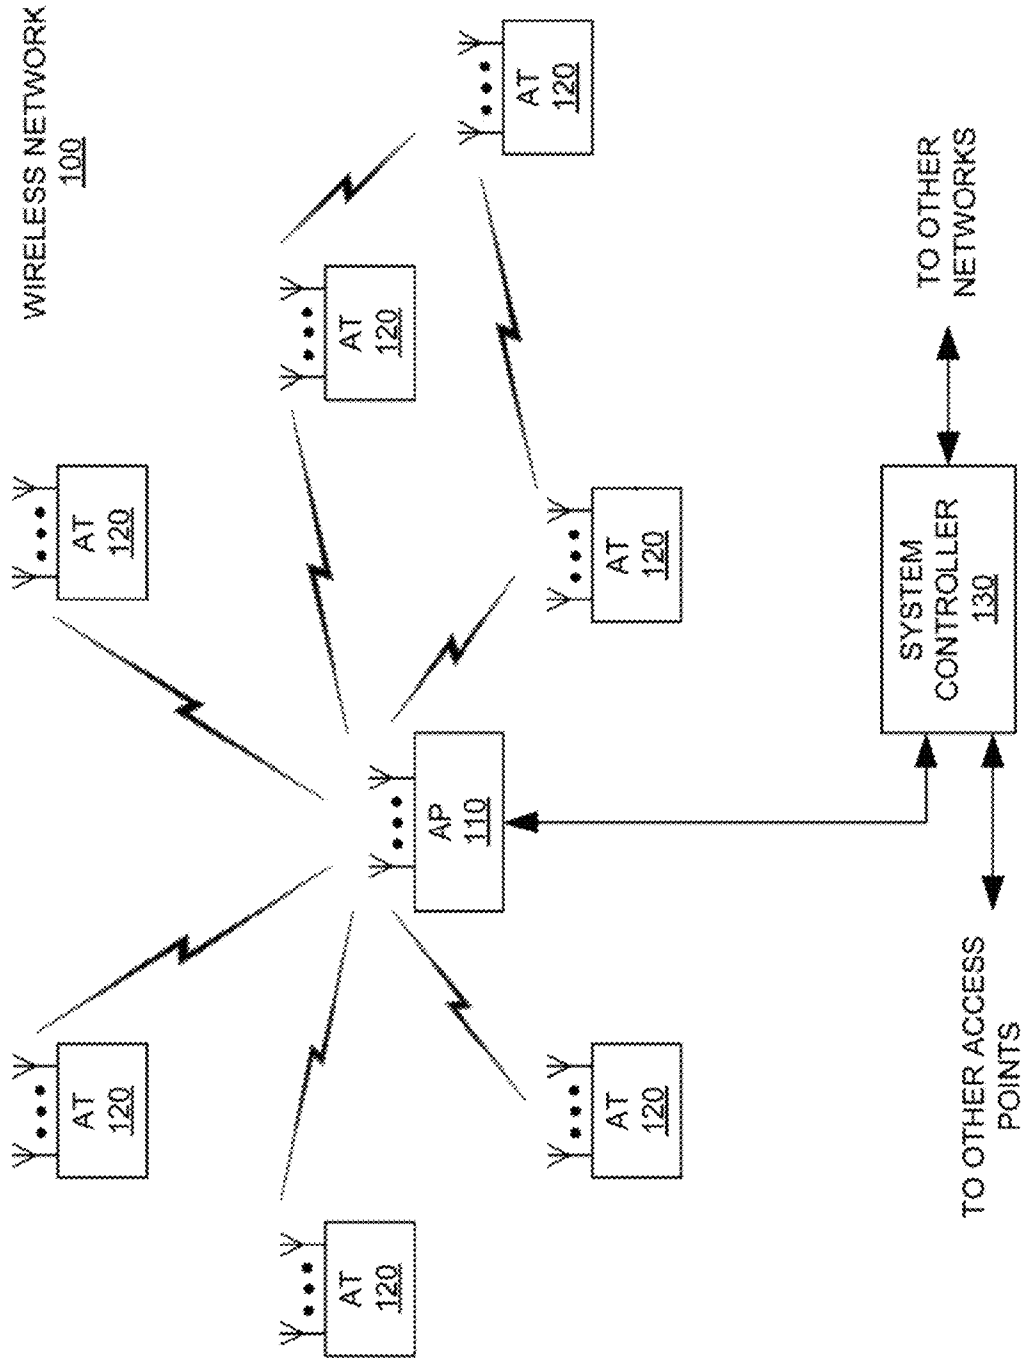 WIRELESS NETWORK
100
AT
120
AT
120
AT
120
AT
120
AP
110
AT
120
AT
120
AT
120
SYSTEM
CONTROLLER
130
TO OTHER
NETWORKS
TO OTHER ACCESS
POINTS